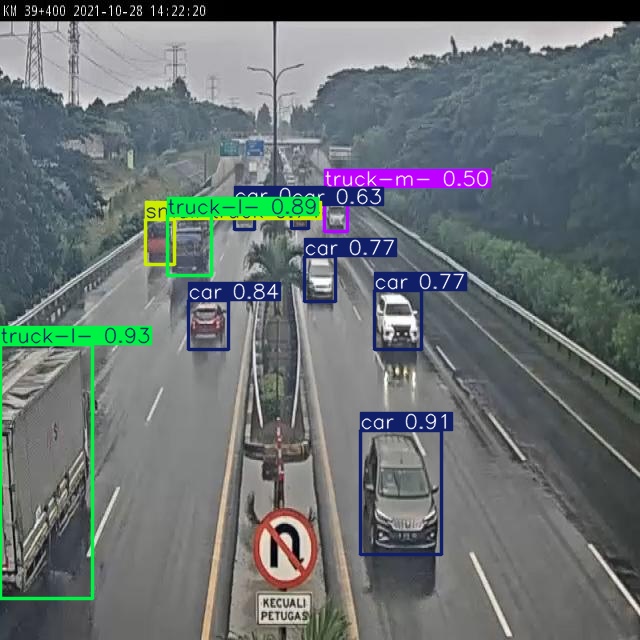 KM 39+400 2021-10-28 14:22:20
truck-m- 0.50
car 0.63
truck-l- 0.89
car 0.77
car 0.77
car 0.84
truck-l- 0.93
car 0.91
KECUALI
PETUGAS